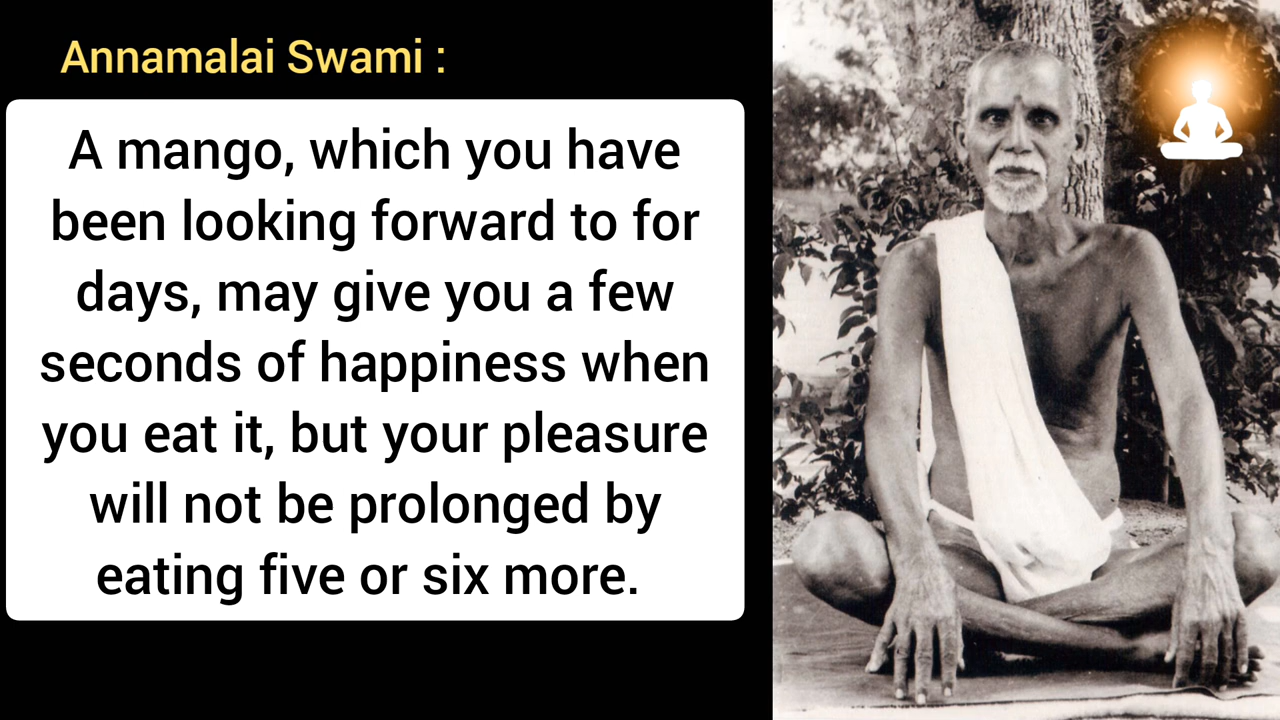 Annamalai Swami :
A mango, which you have
been looking forward to for
days, may give you a few
seconds of happiness when
you eat it, but your pleasure
will not be prolonged by
eating five or six more.